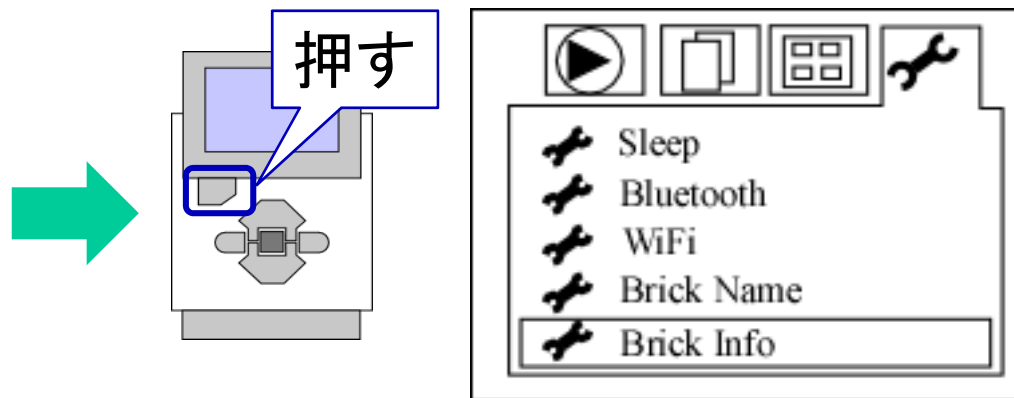 押す
Sleep
Bluetooth
WiFi
Brick Name
Brick Info